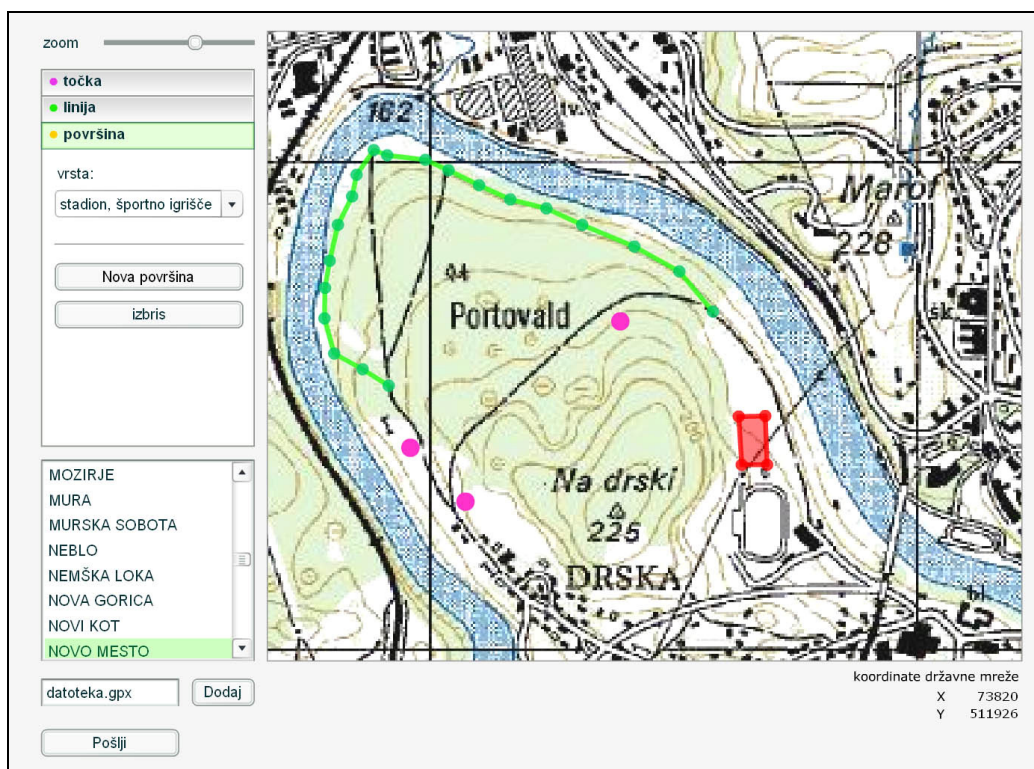 zoom
točka
linija
površina
vrsta:
stadion, športno igrišče
Nova površina
izbris
MOZIRJE
MURA
MURSKA SOBOTA
NEBLO
NEMŠKA LOKA
NOVA GORICA
NOVI KOT
NOVO MESTO
datoteka.gpx
Dodaj
Pošlji
162
Marof
228
94
Portovald
šk.
Na drski
225
DRSKA
bl.
koordinate državne mreže
X 73820
Y 511926